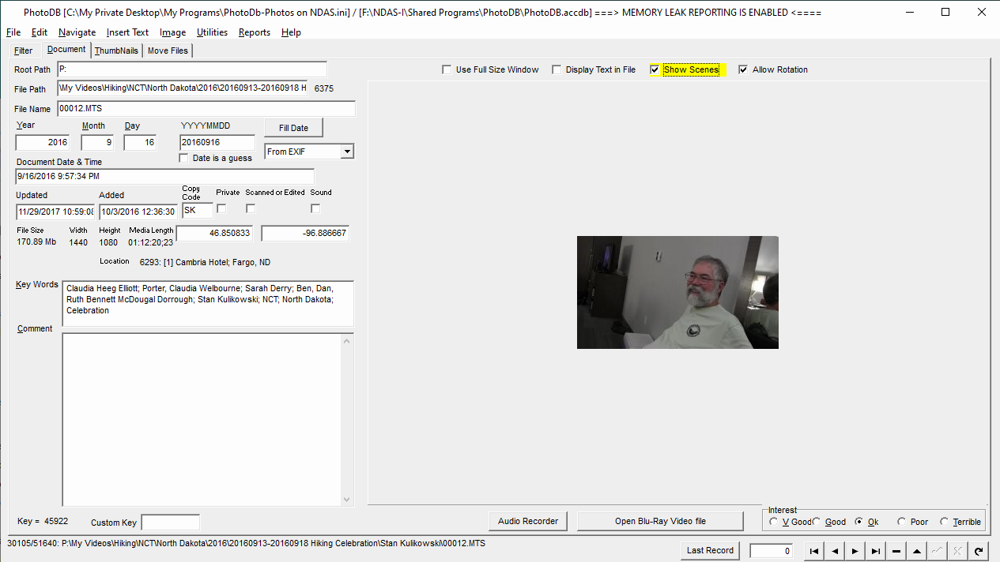 PhotoDB [C:\My Private Desktop\My Programs\PhotoDb-Photos on NDAS.ini] / [F:\NDAS-I\Shared Programs\PhotoDB\PhotoDB.accdb] ===> MEMORY LEAK REPORTING IS ENABLED <====
File Edit Navigate Insert Text Image Utilities Reports Help
Filter Document ThumbNails Move Files
Root Path P: Use Full Size Window Display Text in File Show Scenes Allow Rotation
File Path \My Videos\Hiking\NCT\North Dakota\2016\20160913-20160918 H 6375
File Name 00012.MTS
Year Month Day YYYYMMDD Fill Date
2016 9 16 20160916 From EXIF
Date is a guess
Document Date & Time
9/16/2016 9:57:34 PM
Updated Added Copy Code Private Scanned or Edited Sound
11/29/2017 10:59:08 10/3/2016 12:36:30 SK
File Size Width Height Media Length 46.850833 -96.886667
170.89 Mb 1440 1080 01:12:20;23
Location 6293: [1] Cambria Hotel; Fargo, ND
Key Words Claudia Heeg Elliott; Porter, Claudia Welbourne; Sarah Derry; Ben, Dan,
Ruth Bennett McDougal Dorrough; Stan Kulikowski; NCT; North Dakota;
Celebration
Comment
Interest
Key = 45922 Custom Key Audio Recorder Open Blu-Ray Video file V Good Good Ok Poor Terrible
30105/51640: P:\My Videos\Hiking\NCT\North Dakota\2016\20160913-20160918 Hiking Celebration\Stan Kulikowski\00012.MTS
Last Record 0